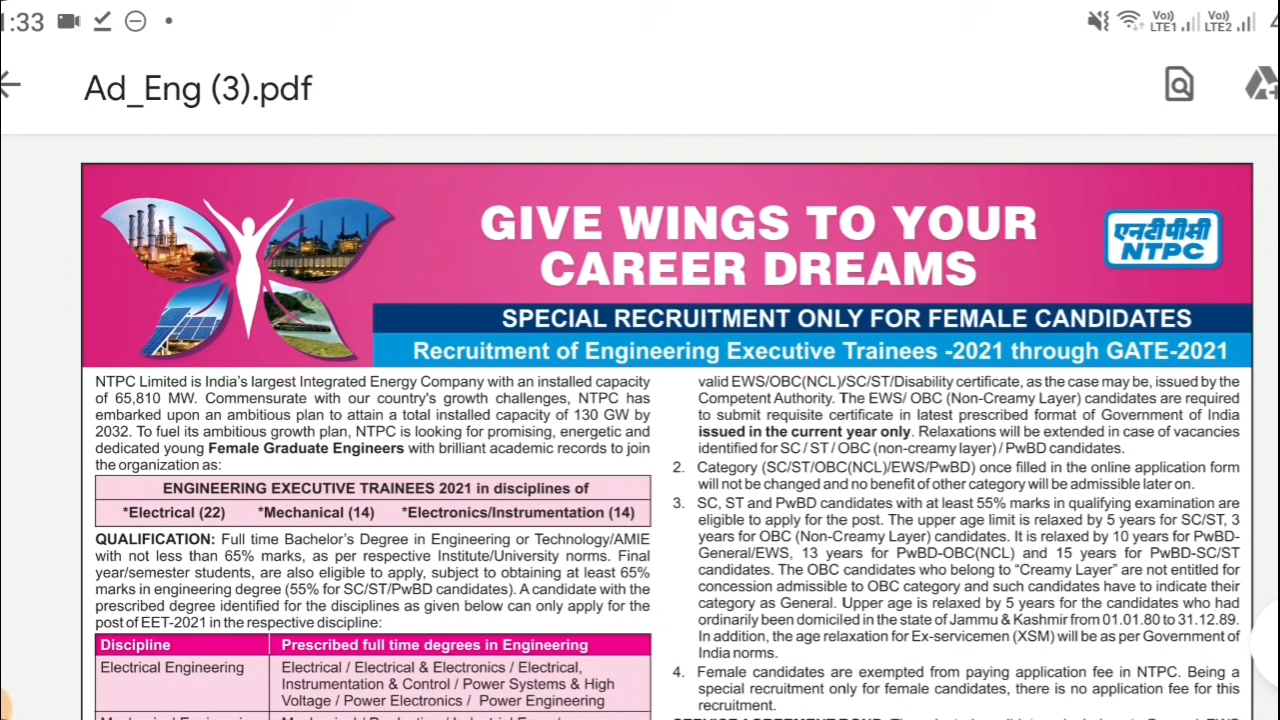 :33
Vo)) LTE1 Vo)) LTE2
Ad_Eng (3).pdf
GIVE WINGS TO YOUR
CAREER DREAMS
एनटीपीसी
NTPC
SPECIAL RECRUITMENT ONLY FOR FEMALE CANDIDATES
Recruitment of Engineering Executive Trainees -2021 through GATE-2021
NTPC Limited is India's largest Integrated Energy Company with an installed capacity
of 65,810 MW. Commensurate with our country's growth challenges, NTPC has
embarked upon an ambitious plan to attain a total installed capacity of 130 GW by
2032. To fuel its ambitious growth plan, NTPC is looking for promising, energetic and
dedicated young Female Graduate Engineers with brilliant academic records to join
the organization as:
ENGINEERING EXECUTIVE TRAINEES 2021 in disciplines of
*Electrical (22) *Mechanical (14) *Electronics/Instrumentation (14)
QUALIFICATION: Full time Bachelor's Degree in Engineering or Technology/AMIE
with not less than 65% marks, as per respective Institute/University norms. Final
year/semester students, are also eligible to apply, subject to obtaining at least 65%
marks in engineering degree (55% for SC/ST/PwBD candidates). A candidate with the
prescribed degree identified for the disciplines as given below can only apply for the
post of EET-2021 in the respective discipline:
Discipline Prescribed full time degrees in Engineering
Electrical Engineering Electrical / Electrical & Electronics / Electrical,
Instrumentation & Control / Power Systems & High
Voltage / Power Electronics / Power Engineering
valid EWS/OBC(NCL)/SC/ST/Disability certificate, as the case may be, issued by the
Competent Authority. The EWS/ OBC (Non-Creamy Layer) candidates are required
to submit requisite certificate in latest prescribed format of Government of India
issued in the current year only. Relaxations will be extended in case of vacancies
identified for SC / ST / OBC (non-creamy layer) / PwBD candidates.
2. Category (SC/ST/OBC(NCL)/EWS/PwBD) once filled in the online application form
will not be changed and no benefit of other category will be admissible later on.
3. SC, ST and PwBD candidates with at least 55% marks in qualifying examination are
eligible to apply for the post. The upper age limit is relaxed by 5 years for SC/ST, 3
years for OBC (Non-Creamy Layer) candidates. It is relaxed by 10 years for PwBD-
General/EWS, 13 years for PwBD-OBC(NCL) and 15 years for PwBD-SC/ST
candidates. The OBC candidates who belong to “Creamy Layer” are not entitled for
concession admissible to OBC category and such candidates have to indicate their
category as General. Upper age is relaxed by 5 years for the candidates who had
ordinarily been domiciled in the state of Jammu & Kashmir from 01.01.80 to 31.12.89.
In addition, the age relaxation for Ex-servicemen (XSM) will be as per Government of
India norms.
4. Female candidates are exempted from paying application fee in NTPC. Being a
special recruitment only for female candidates, there is no application fee for this
recruitment.